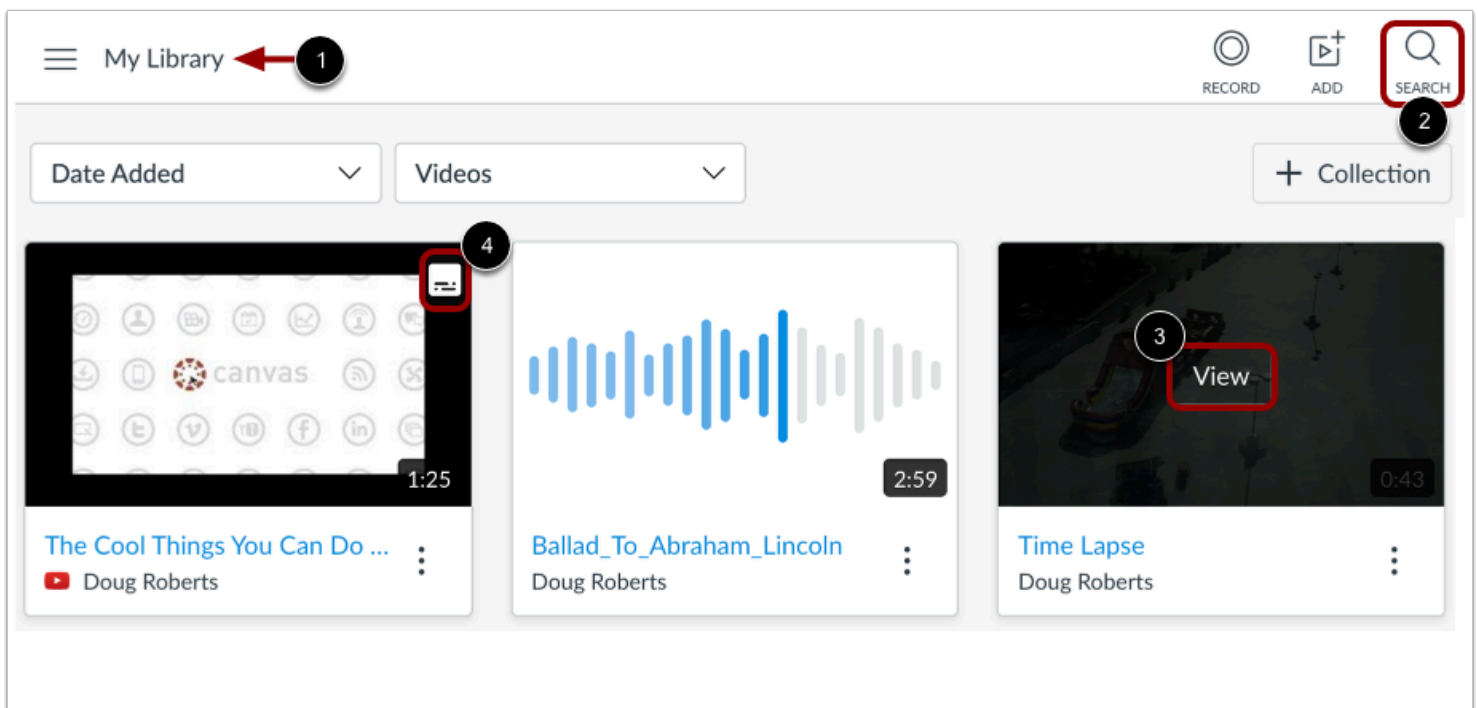 My Library
1
RECORD
ADD
SEARCH
2
Date Added
Videos
+ Collection
4
canvas
1:25
2:59
3
View
0:43
The Cool Things You Can Do ...
Doug Roberts
Ballad_To_Abraham_Lincoln
Doug Roberts
Time Lapse
Doug Roberts